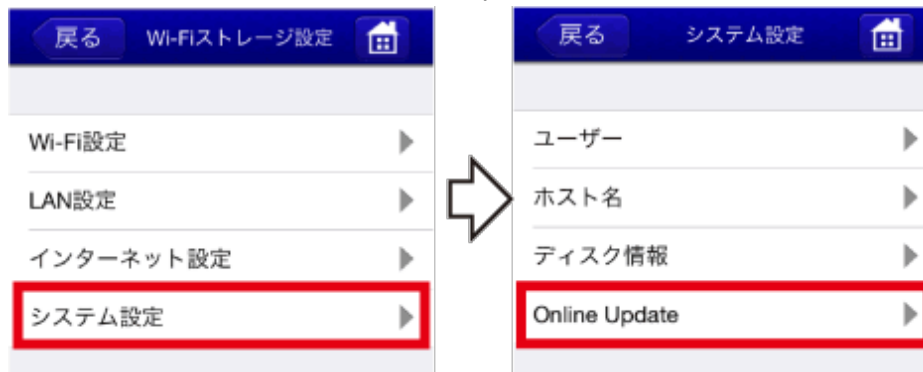 戻る Wi-Fiストレージ設定
Wi-Fi設定
LAN設定
インターネット設定
システム設定
戻る システム設定
ユーザー
ホスト名
ディスク情報
Online Update